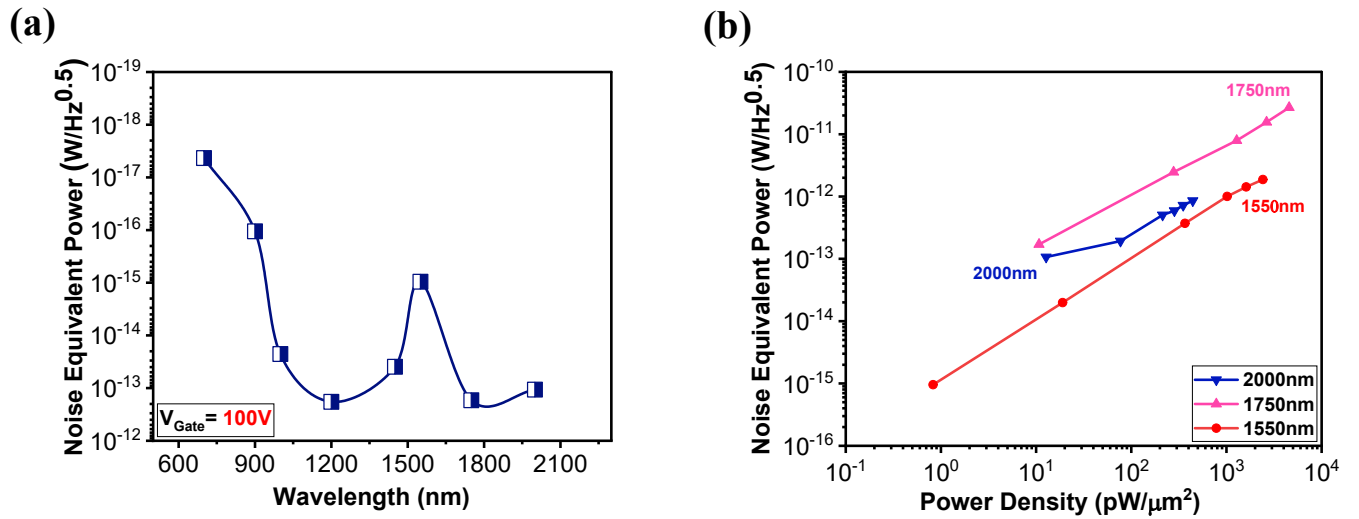 (a)
Noise Equivalent Power (W/Hz^0.5)
10^-19
10^-18
10^-17
10^-16
10^-15
10^-14
10^-13
10^-12
V_Gate= 100V
600 900 1200 1500 1800 2100
Wavelength (nm)
(b)
Noise Equivalent Power (W/Hz^0.5)
10^-10
10^-11
10^-12
10^-13
10^-14
10^-15
10^-16
1750nm
1550nm
2000nm
2000nm
1750nm
1550nm
10^-1 10^0 10^1 10^2 10^3 10^4
Power Density (pW/μm^2)